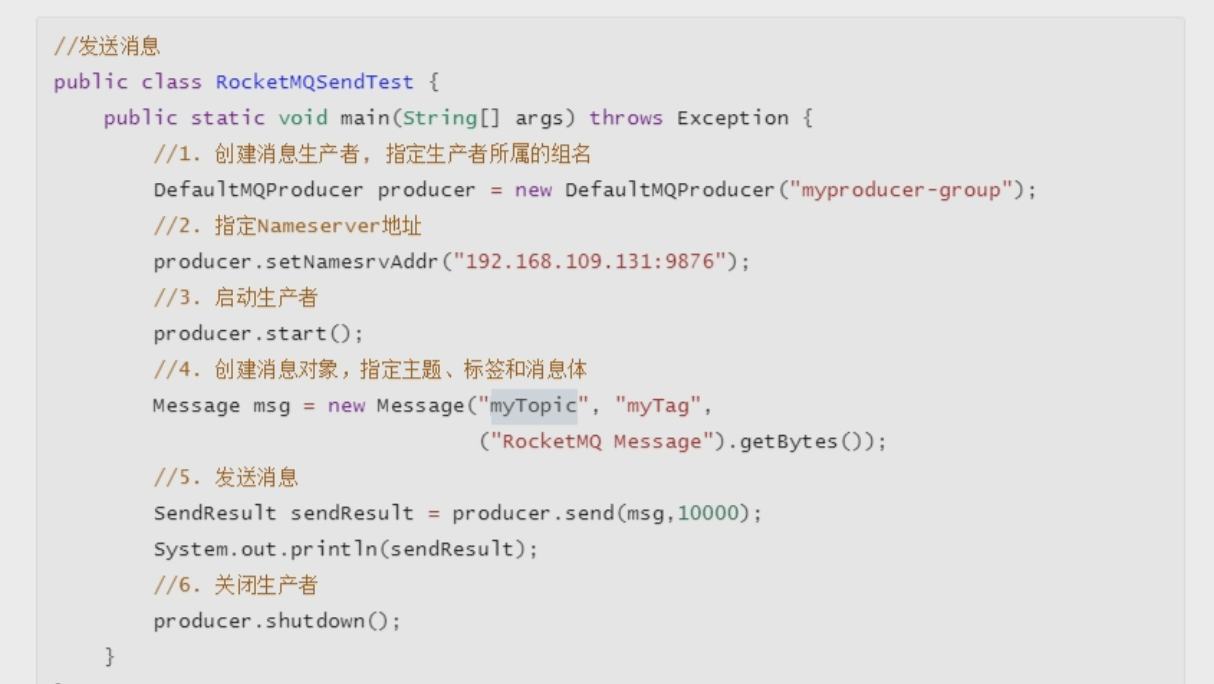 //发送消息
public class RocketMQSendTest {
public static void main(String[] args) throws Exception {
//1. 创建消息生产者, 指定生产者所属的组名
DefaultMQProducer producer = new DefaultMQProducer("myproducer-group");
//2. 指定Nameserver地址
producer.setNamesrvAddr("192.168.109.131:9876");
//3. 启动生产者
producer.start();
//4. 创建消息对象，指定主题、标签和消息体
Message msg = new Message("myTopic", "myTag",
("RocketMQ Message").getBytes());
//5. 发送消息
SendResult sendResult = producer.send(msg,10000);
System.out.println(sendResult);
//6. 关闭生产者
producer.shutdown();
}